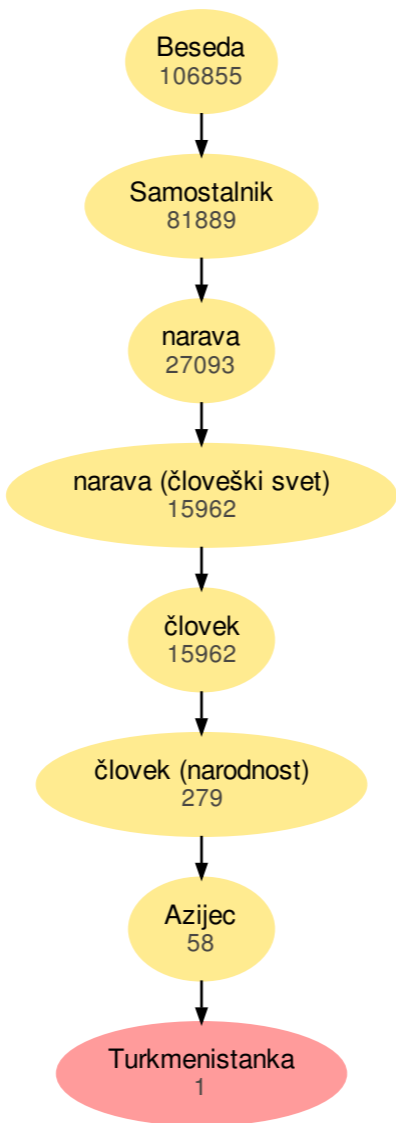 Beseda
106855
Samostalnik
81889
narava
27093
narava (človeški svet)
15962
človek
15962
človek (narodnost)
279
Azijec
58
Turkmenistanka
1